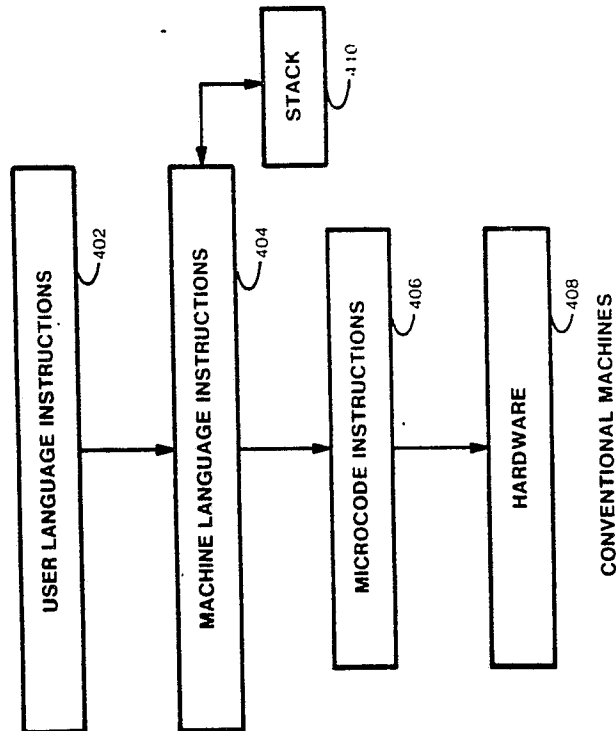 USER LANGUAGE INSTRUCTIONS
402
MACHINE LANGUAGE INSTRUCTIONS
404
STACK
410
MICROCODE INSTRUCTIONS
406
HARDWARE
408
CONVENTIONAL MACHINES